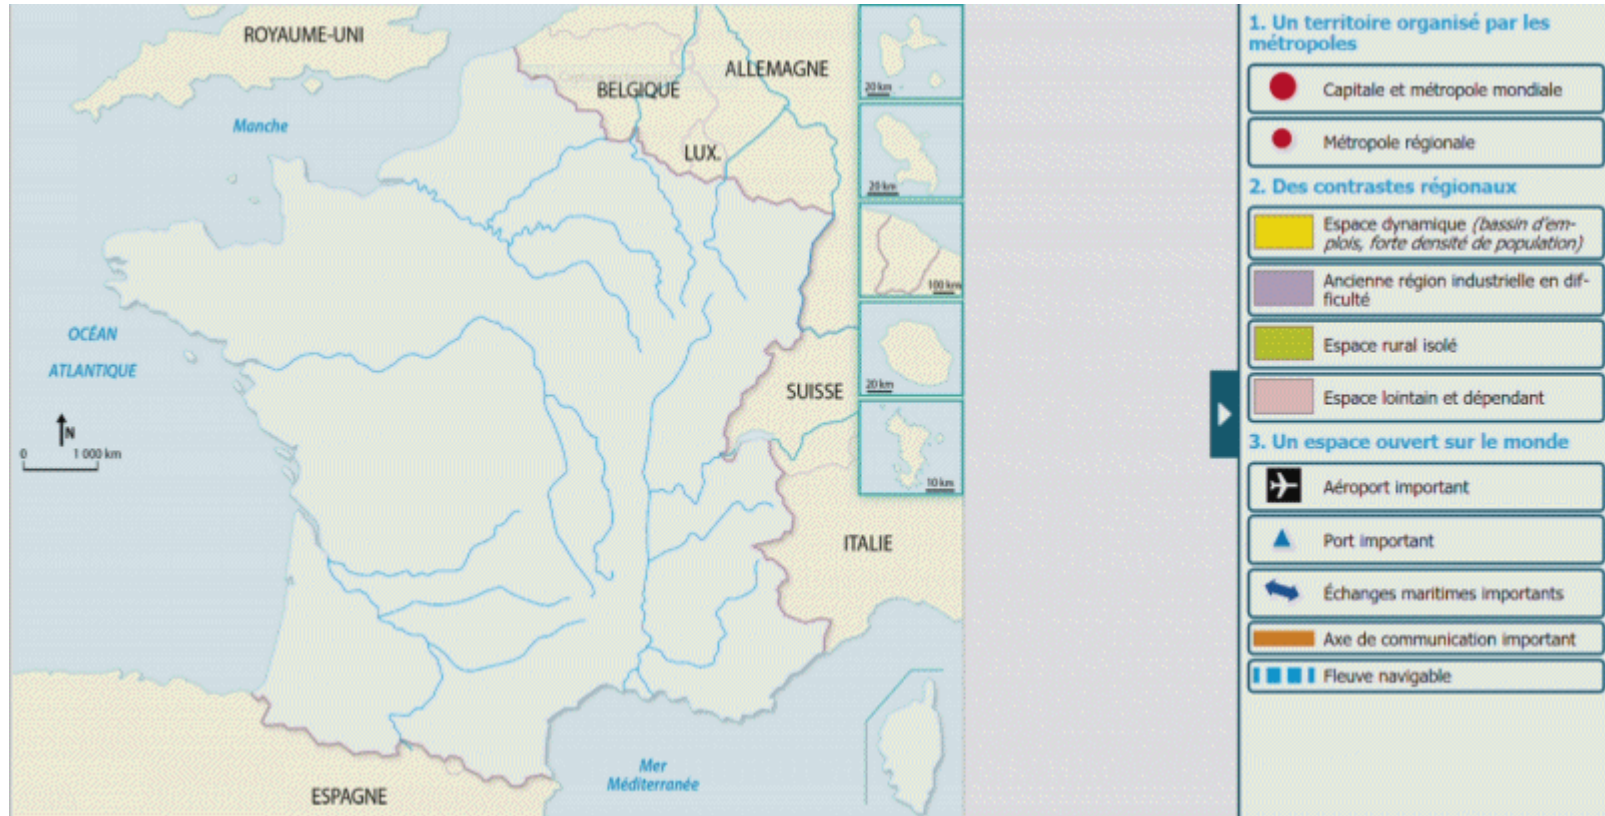 ROYAUME-UNI
ALLEMAGNE
BELGIQUE
Manche
LUX.
OCÉAN
ATLANTIQUE
SUISSE
N
0 1 000 km
ITALIE
Mer
Méditerranée
ESPAGNE
20 km
20 km
100 km
20 km
10 km
1. Un territoire organisé par les
métropoles
Capitale et métropole mondiale
Métropole régionale
2. Des contrastes régionaux
Espace dynamique (bassin d'em-
plois, forte densité de population)
Ancienne région industrielle en dif-
ficulté
Espace rural isolé
Espace lointain et dépendant
3. Un espace ouvert sur le monde
Aéroport important
Port important
Échanges maritimes importants
Axe de communication important
Fleuve navigable